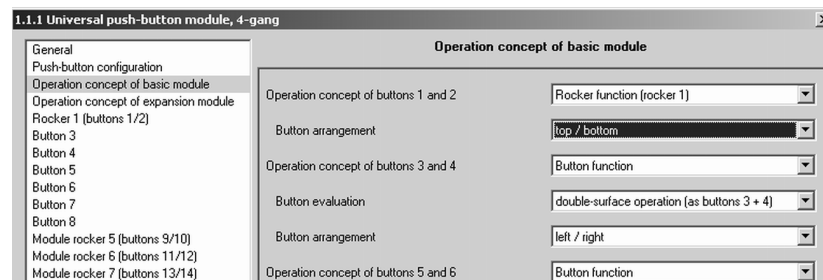 1.1.1 Universal push-button module, 4-gang
General
Push-button configuration
Operation concept of basic module
Operation concept of expansion module
Rocker 1 (buttons 1/2)
Button 3
Button 4
Button 5
Button 6
Button 7
Button 8
Module rocker 5 (buttons 9/10)
Module rocker 6 (buttons 11/12)
Module rocker 7 (buttons 13/14)
Operation concept of basic module
Operation concept of buttons 1 and 2 Rocker function (rocker 1)
Button arrangement top / bottom
Operation concept of buttons 3 and 4 Button function
Button evaluation double-surface operation (as buttons 3 + 4)
Button arrangement left / right
Operation concept of buttons 5 and 6 Button function